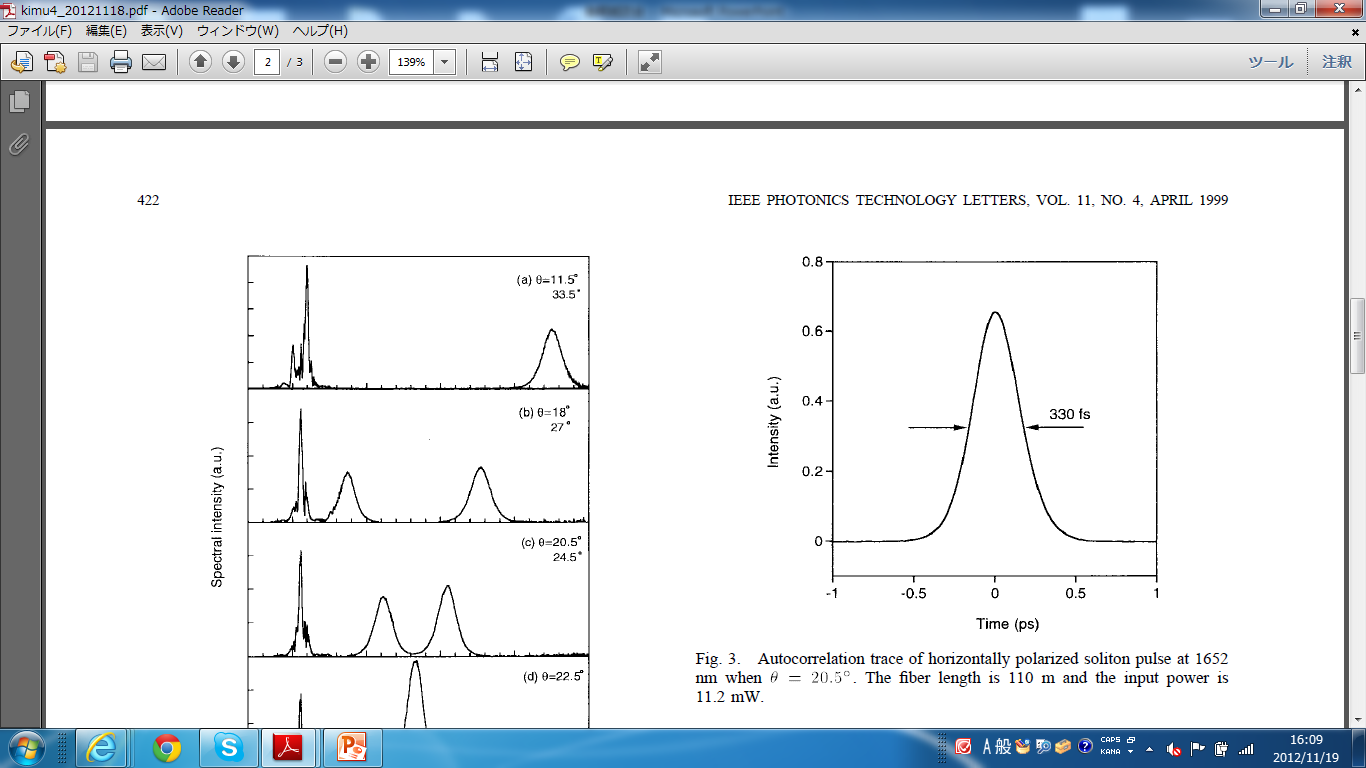 kimu4_20121118.pdf - Adobe Reader
ファイル(F) 編集(E) 表示(V) ウィンドウ(W) ヘルプ(H)
2 / 3 139% ツール 注釈
422
IEEE PHOTONICS TECHNOLOGY LETTERS, VOL. 11, NO. 4, APRIL 1999
Spectral intensity (a.u.)
(a) θ=11.5°
33.5°
(b) θ=18°
27°
(c) θ=20.5°
24.5°
(d) θ=22.5°
Intensity (a.u.)
0.8
0.6
0.4
0.2
0
330 fs
-1 -0.5 0 0.5 1
Time (ps)
Fig. 3. Autocorrelation trace of horizontally polarized soliton pulse at 1652
nm when θ = 20.5°. The fiber length is 110 m and the input power is
11.2 mW.
A 般 CAPS
KANA
16:09
2012/11/19